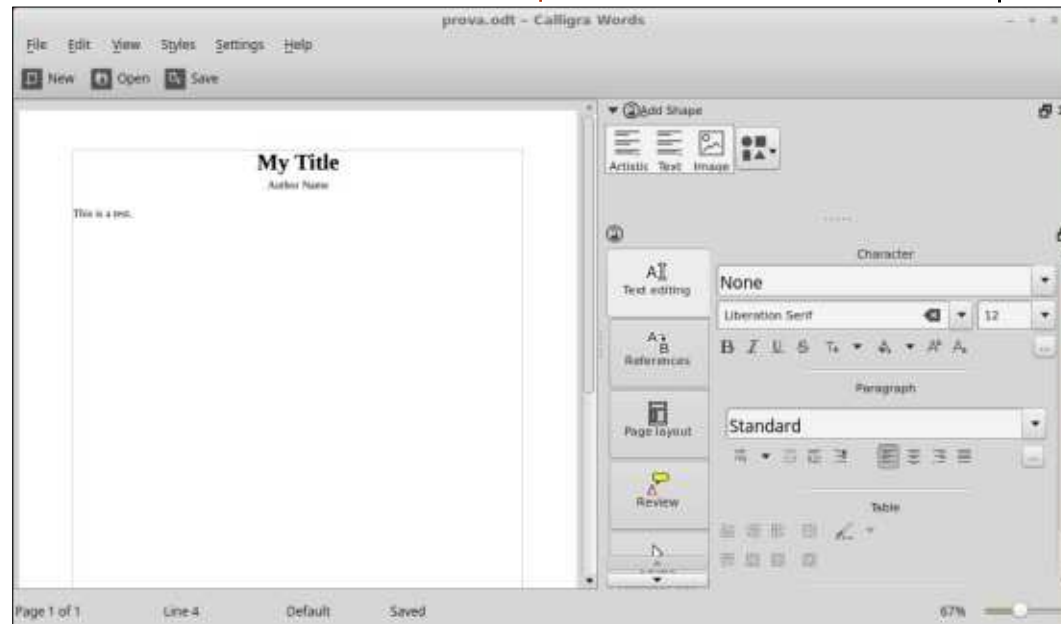 prova.odt - Calligra Words
File Edit View Styles Settings Help
New Open Save
My Title
Author Name
This is a test.
Add Shape
Artistic Text Image
Character
Text editing
None
Liberation Serif 12
References
Paragraph
Page layout
Standard
Review
Table
Page 1 of 1 Line 4 Default Saved 67%